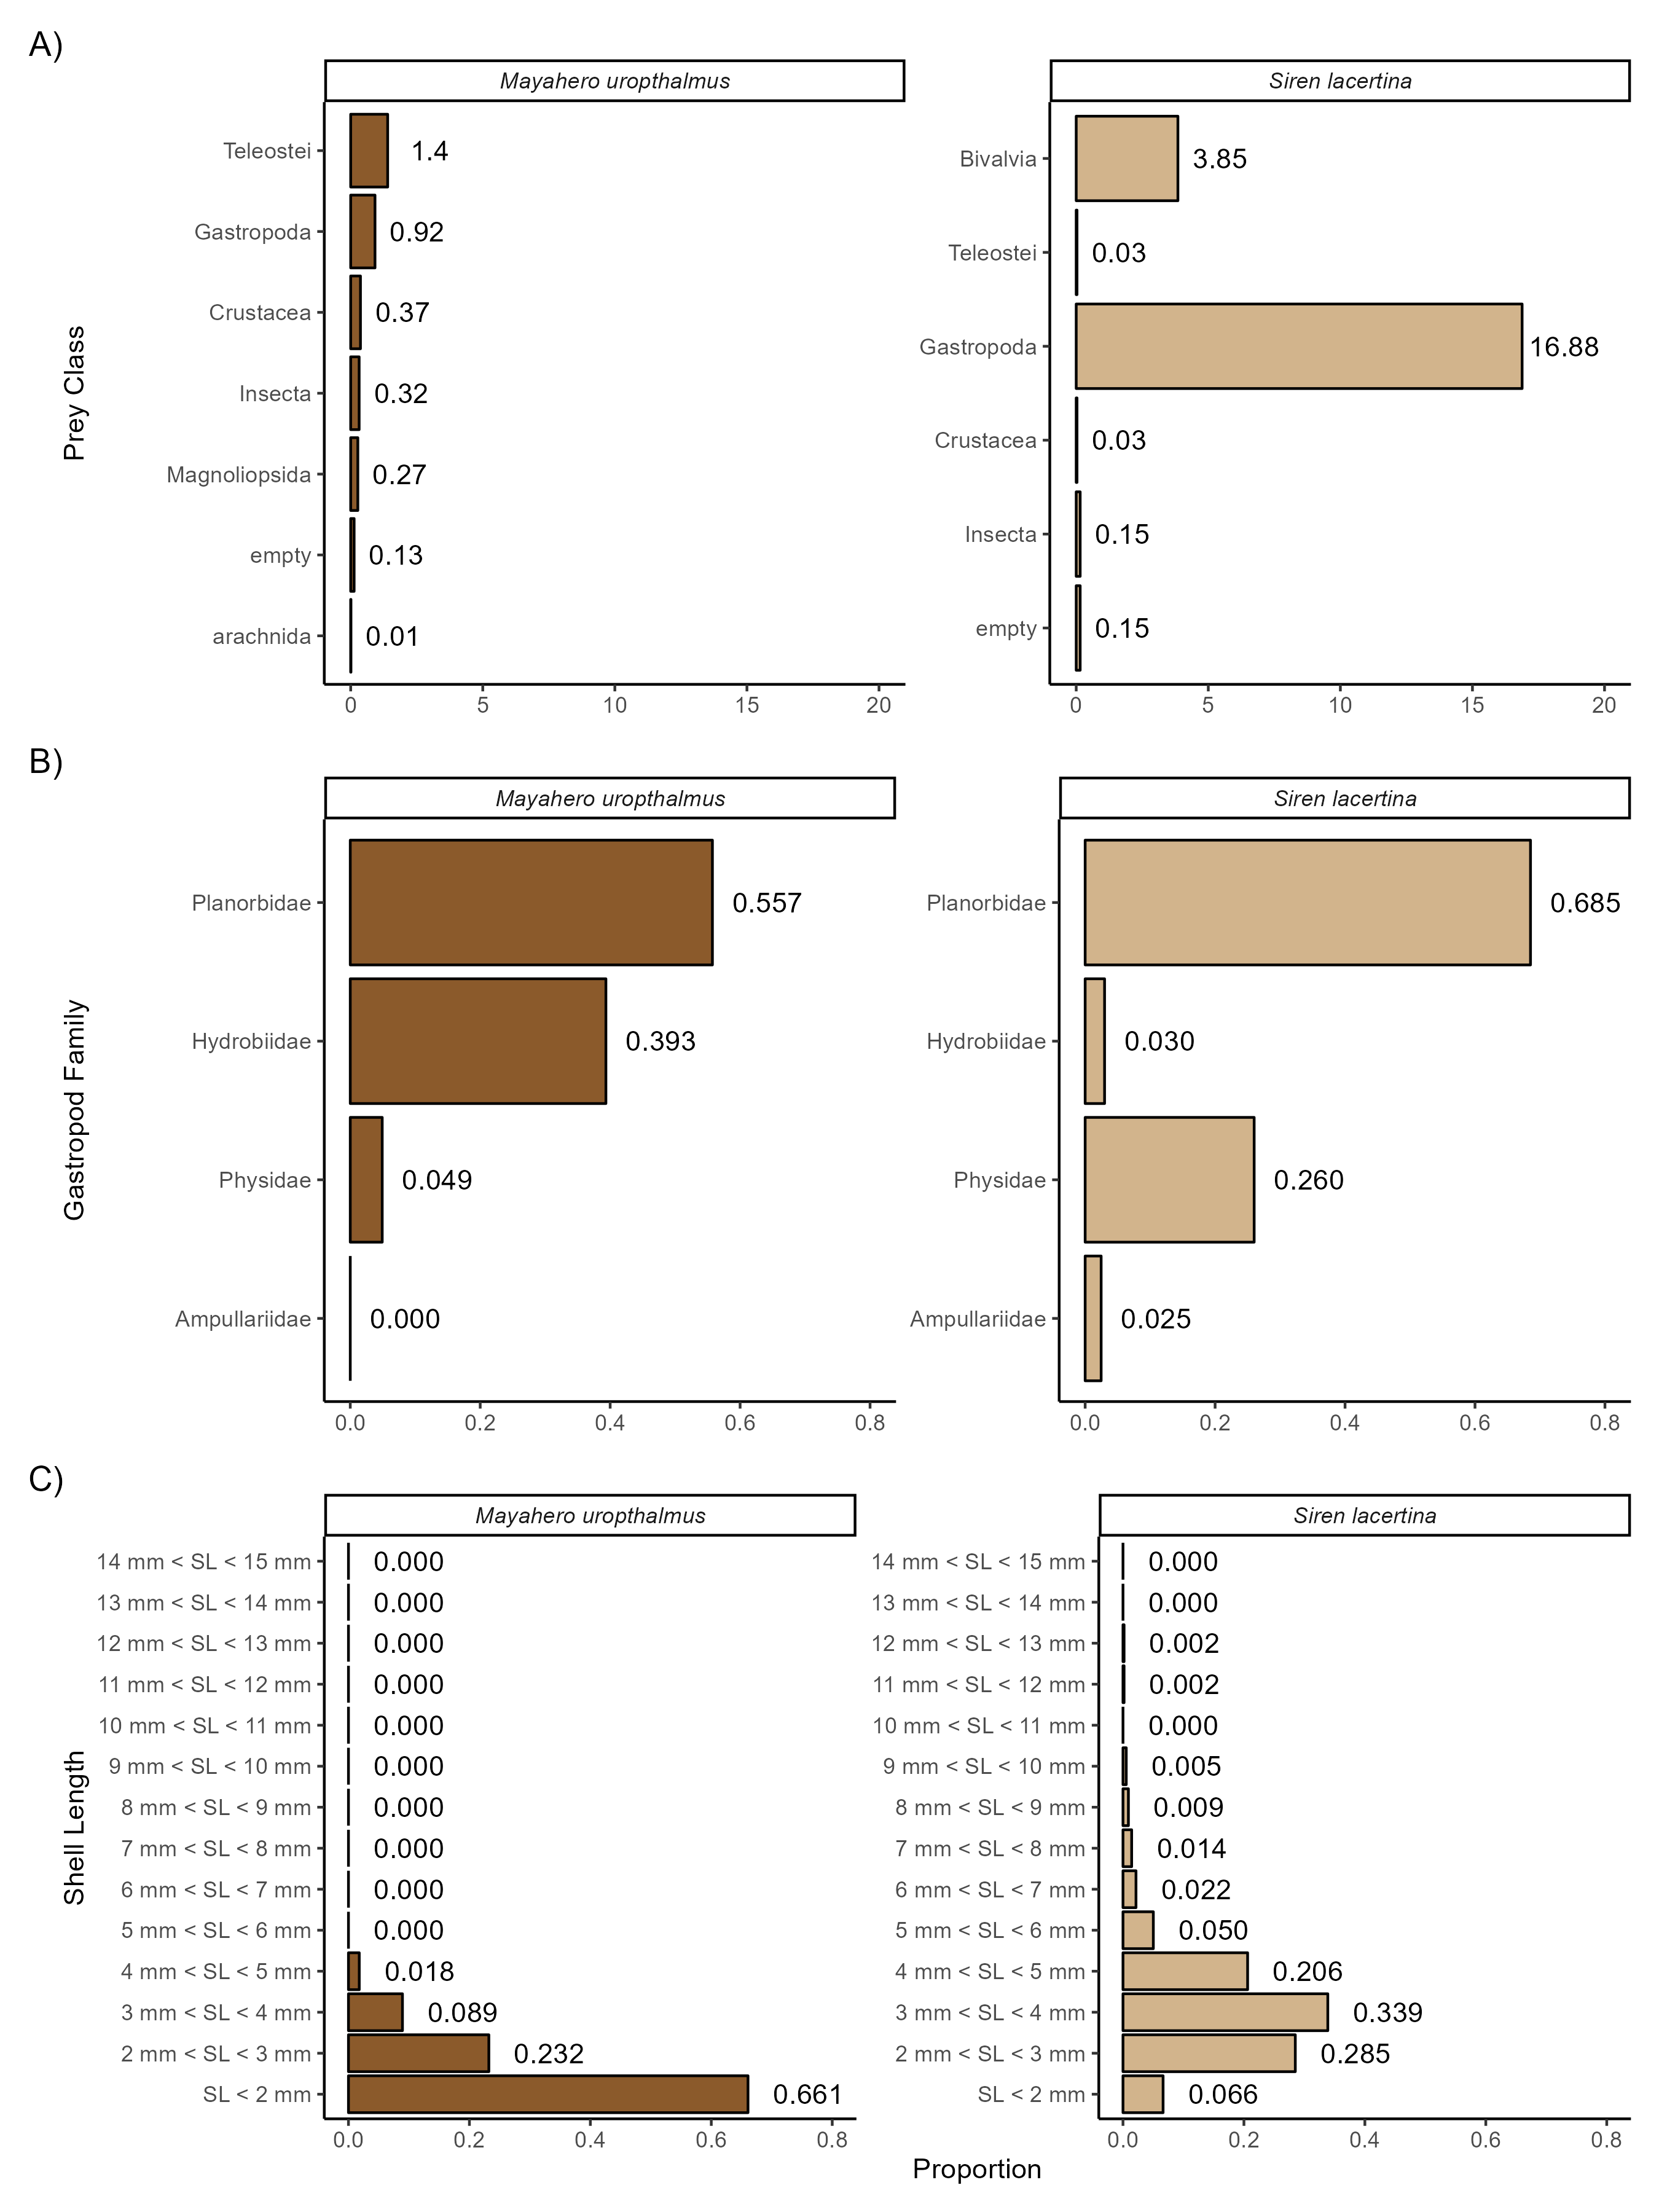 A)
Mayahero uropthalmus
Siren lacertina
Prey Class
Teleostei 1.4
Gastropoda 0.92
Crustacea 0.37
Insecta 0.32
Magnoliopsida 0.27
empty 0.13
arachnida 0.01
0 5 10 15 20
Bivalvia 3.85
Teleostei 0.03
Gastropoda 16.88
Crustacea 0.03
Insecta 0.15
empty 0.15
0 5 10 15 20
B)
Mayahero uropthalmus
Siren lacertina
Gastropod Family
Planorbidae 0.557
Hydrobiidae 0.393
Physidae 0.049
Ampullariidae 0.000
0.0 0.2 0.4 0.6 0.8
Planorbidae 0.685
Hydrobiidae 0.030
Physidae 0.260
Ampullariidae 0.025
0.0 0.2 0.4 0.6 0.8
C)
Mayahero uropthalmus
Siren lacertina
Shell Length
14 mm < SL < 15 mm 0.000
13 mm < SL < 14 mm 0.000
12 mm < SL < 13 mm 0.000
11 mm < SL < 12 mm 0.000
10 mm < SL < 11 mm 0.000
9 mm < SL < 10 mm 0.000
8 mm < SL < 9 mm 0.000
7 mm < SL < 8 mm 0.000
6 mm < SL < 7 mm 0.000
5 mm < SL < 6 mm 0.000
4 mm < SL < 5 mm 0.018
3 mm < SL < 4 mm 0.089
2 mm < SL < 3 mm 0.232
SL < 2 mm 0.661
0.0 0.2 0.4 0.6 0.8
14 mm < SL < 15 mm 0.000
13 mm < SL < 14 mm 0.000
12 mm < SL < 13 mm 0.002
11 mm < SL < 12 mm 0.002
10 mm < SL < 11 mm 0.000
9 mm < SL < 10 mm 0.005
8 mm < SL < 9 mm 0.009
7 mm < SL < 8 mm 0.014
6 mm < SL < 7 mm 0.022
5 mm < SL < 6 mm 0.050
4 mm < SL < 5 mm 0.206
3 mm < SL < 4 mm 0.339
2 mm < SL < 3 mm 0.285
SL < 2 mm 0.066
0.0 0.2 0.4 0.6 0.8
Proportion